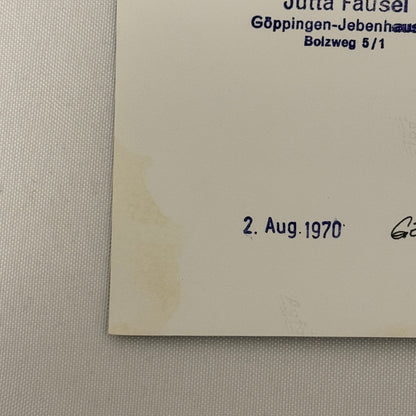 Jutta Fausel
Göppingen-Jebenhaus
Bolzweg 5/1
2. Aug. 1970